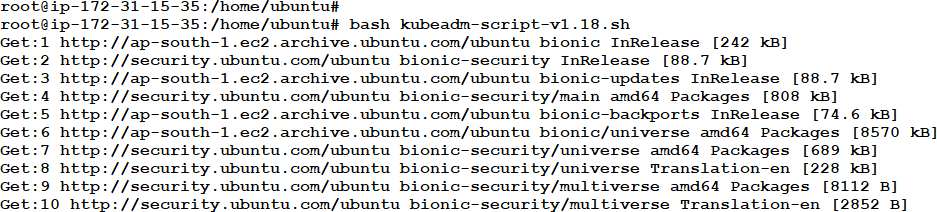 root@ip-172-31-15-35:/home/ubuntu#
root@ip-172-31-15-35:/home/ubuntu# bash kubeadm-script-v1.18.sh
Get:1 http://ap-south-1.ec2.archive.ubuntu.com/ubuntu bionic InRelease [242 kB]
Get:2 http://security.ubuntu.com/ubuntu bionic-security InRelease [88.7 kB]
Get:3 http://ap-south-1.ec2.archive.ubuntu.com/ubuntu bionic-updates InRelease [88.7 kB]
Get:4 http://security.ubuntu.com/ubuntu bionic-security/main amd64 Packages [808 kB]
Get:5 http://ap-south-1.ec2.archive.ubuntu.com/ubuntu bionic-backports InRelease [74.6 kB]
Get:6 http://ap-south-1.ec2.archive.ubuntu.com/ubuntu bionic/universe amd64 Packages [8570 kB]
Get:7 http://security.ubuntu.com/ubuntu bionic-security/universe amd64 Packages [689 kB]
Get:8 http://security.ubuntu.com/ubuntu bionic-security/universe Translation-en [228 kB]
Get:9 http://security.ubuntu.com/ubuntu bionic-security/multiverse amd64 Packages [8112 B]
Get:10 http://security.ubuntu.com/ubuntu bionic-security/multiverse Translation-en [2852 B]